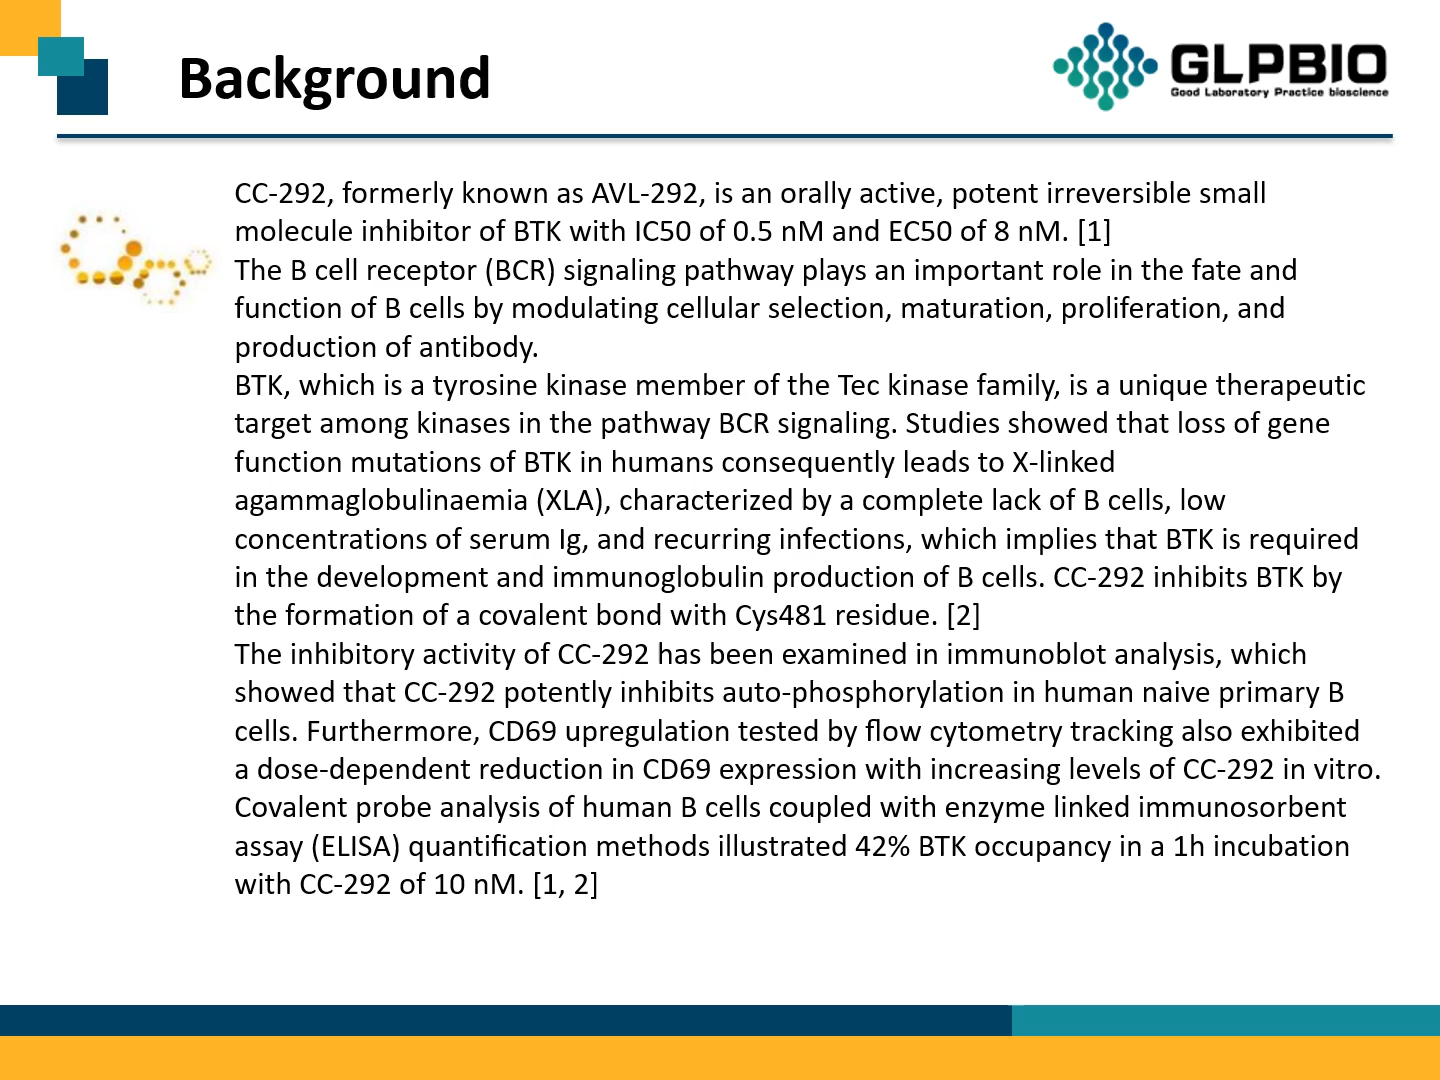 Background
GLPBIO
Good Laboratory Practice bioscience
CC-292, formerly known as AVL-292, is an orally active, potent irreversible small
molecule inhibitor of BTK with IC50 of 0.5 nM and EC50 of 8 nM. [1]
The B cell receptor (BCR) signaling pathway plays an important role in the fate and
function of B cells by modulating cellular selection, maturation, proliferation, and
production of antibody.
BTK, which is a tyrosine kinase member of the Tec kinase family, is a unique therapeutic
target among kinases in the pathway BCR signaling. Studies showed that loss of gene
function mutations of BTK in humans consequently leads to X-linked
agammaglobulinaemia (XLA), characterized by a complete lack of B cells, low
concentrations of serum Ig, and recurring infections, which implies that BTK is required
in the development and immunoglobulin production of B cells. CC-292 inhibits BTK by
the formation of a covalent bond with Cys481 residue. [2]
The inhibitory activity of CC-292 has been examined in immunoblot analysis, which
showed that CC-292 potently inhibits auto-phosphorylation in human naive primary B
cells. Furthermore, CD69 upregulation tested by flow cytometry tracking also exhibited
a dose-dependent reduction in CD69 expression with increasing levels of CC-292 in vitro.
Covalent probe analysis of human B cells coupled with enzyme linked immunosorbent
assay (ELISA) quantification methods illustrated 42% BTK occupancy in a 1h incubation
with CC-292 of 10 nM. [1, 2]